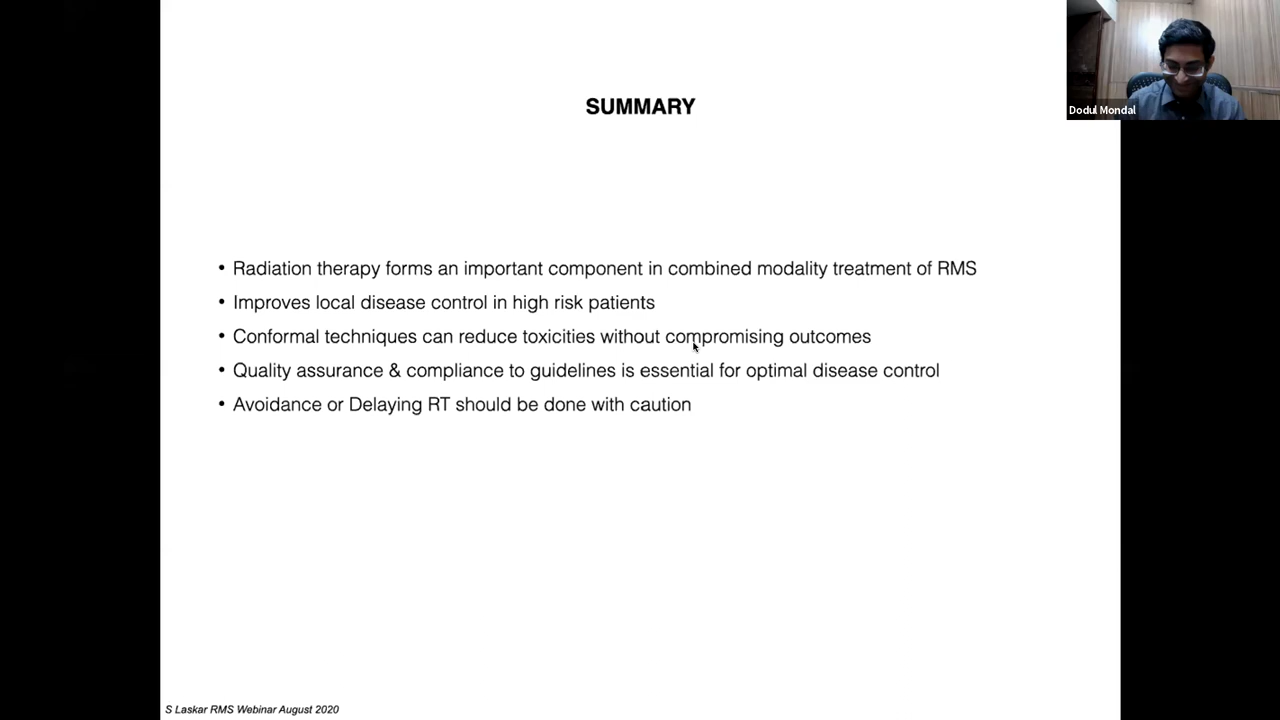 Dodul Mondal
SUMMARY
• Radiation therapy forms an important component in combined modality treatment of RMS
• Improves local disease control in high risk patients
• Conformal techniques can reduce toxicities without compromising outcomes
• Quality assurance & compliance to guidelines is essential for optimal disease control
• Avoidance or Delaying RT should be done with caution
S Laskar RMS Webinar August 2020